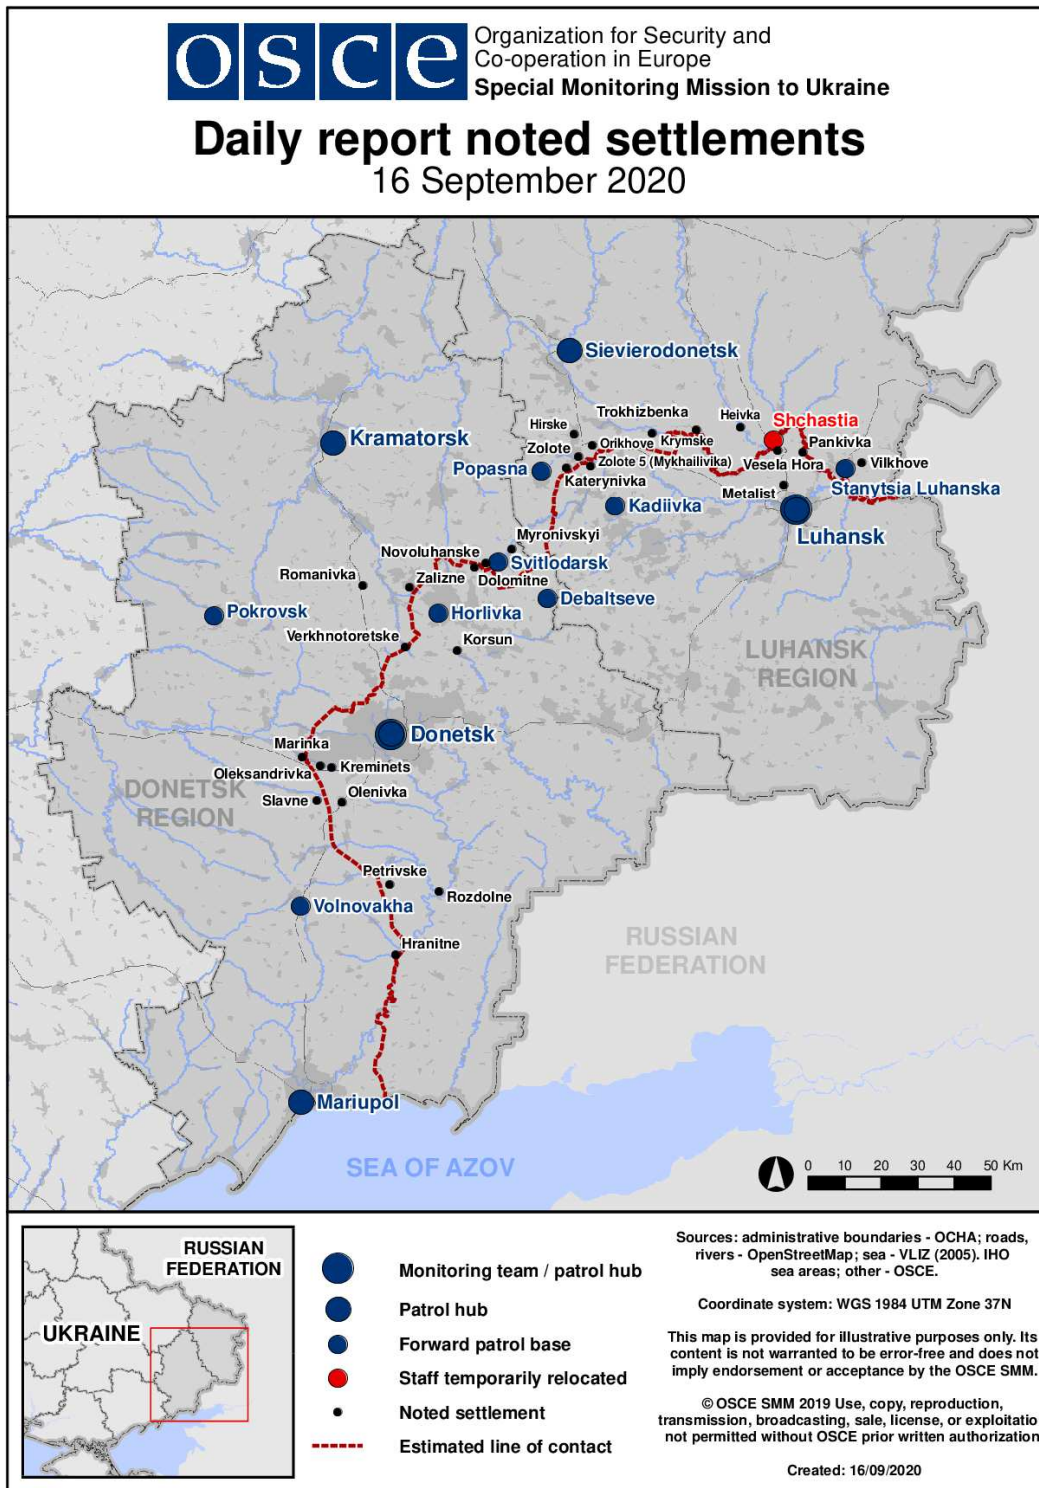 osce
Organization for Security and
Co-operation in Europe
Special Monitoring Mission to Ukraine
Daily report noted settlements
16 September 2020
Sievierodonetsk
Trokhizbenka
Heivka
Shchastia
Hirske
Kramatorsk
Orikhove
Krymske
Pankivka
Zolote
Zolote 5 (Mykhailivika)
Vesela Hora
Vilkhove
Popasna
Katerynivka
Stanytsia Luhanska
Metalist
Kadiivka
Luhansk
Myronivskyi
Novoluhanske
Svitlodarsk
Romanivka
Zalizne
Dolomitne
Debaltseve
Pokrovsk
Horlivka
Verkhnotoretske
Korsun
LUHANSK
REGION
Donetsk
Marinka
Oleksandrivka
Kreminets
DONETSK
REGION
Slavne
Olenivka
Petrivske
Rozdolne
Volnovakha
Hranitne
RUSSIAN
FEDERATION
Mariupol
SEA OF AZOV
0 10 20 30 40 50 Km
RUSSIAN
FEDERATION
UKRAINE
Monitoring team / patrol hub
Patrol hub
Forward patrol base
Staff temporarily relocated
Noted settlement
Estimated line of contact
Sources: administrative boundaries - OCHA; roads,
rivers - OpenStreetMap; sea - VLIZ (2005). IHO
sea areas; other - OSCE.
Coordinate system: WGS 1984 UTM Zone 37N
This map is provided for illustrative purposes only. Its
content is not warranted to be error-free and does not
imply endorsement or acceptance by the OSCE SMM.
© OSCE SMM 2019 Use, copy, reproduction,
transmission, broadcasting, sale, license, or exploitatio
not permitted without OSCE prior written authorization
Created: 16/09/2020